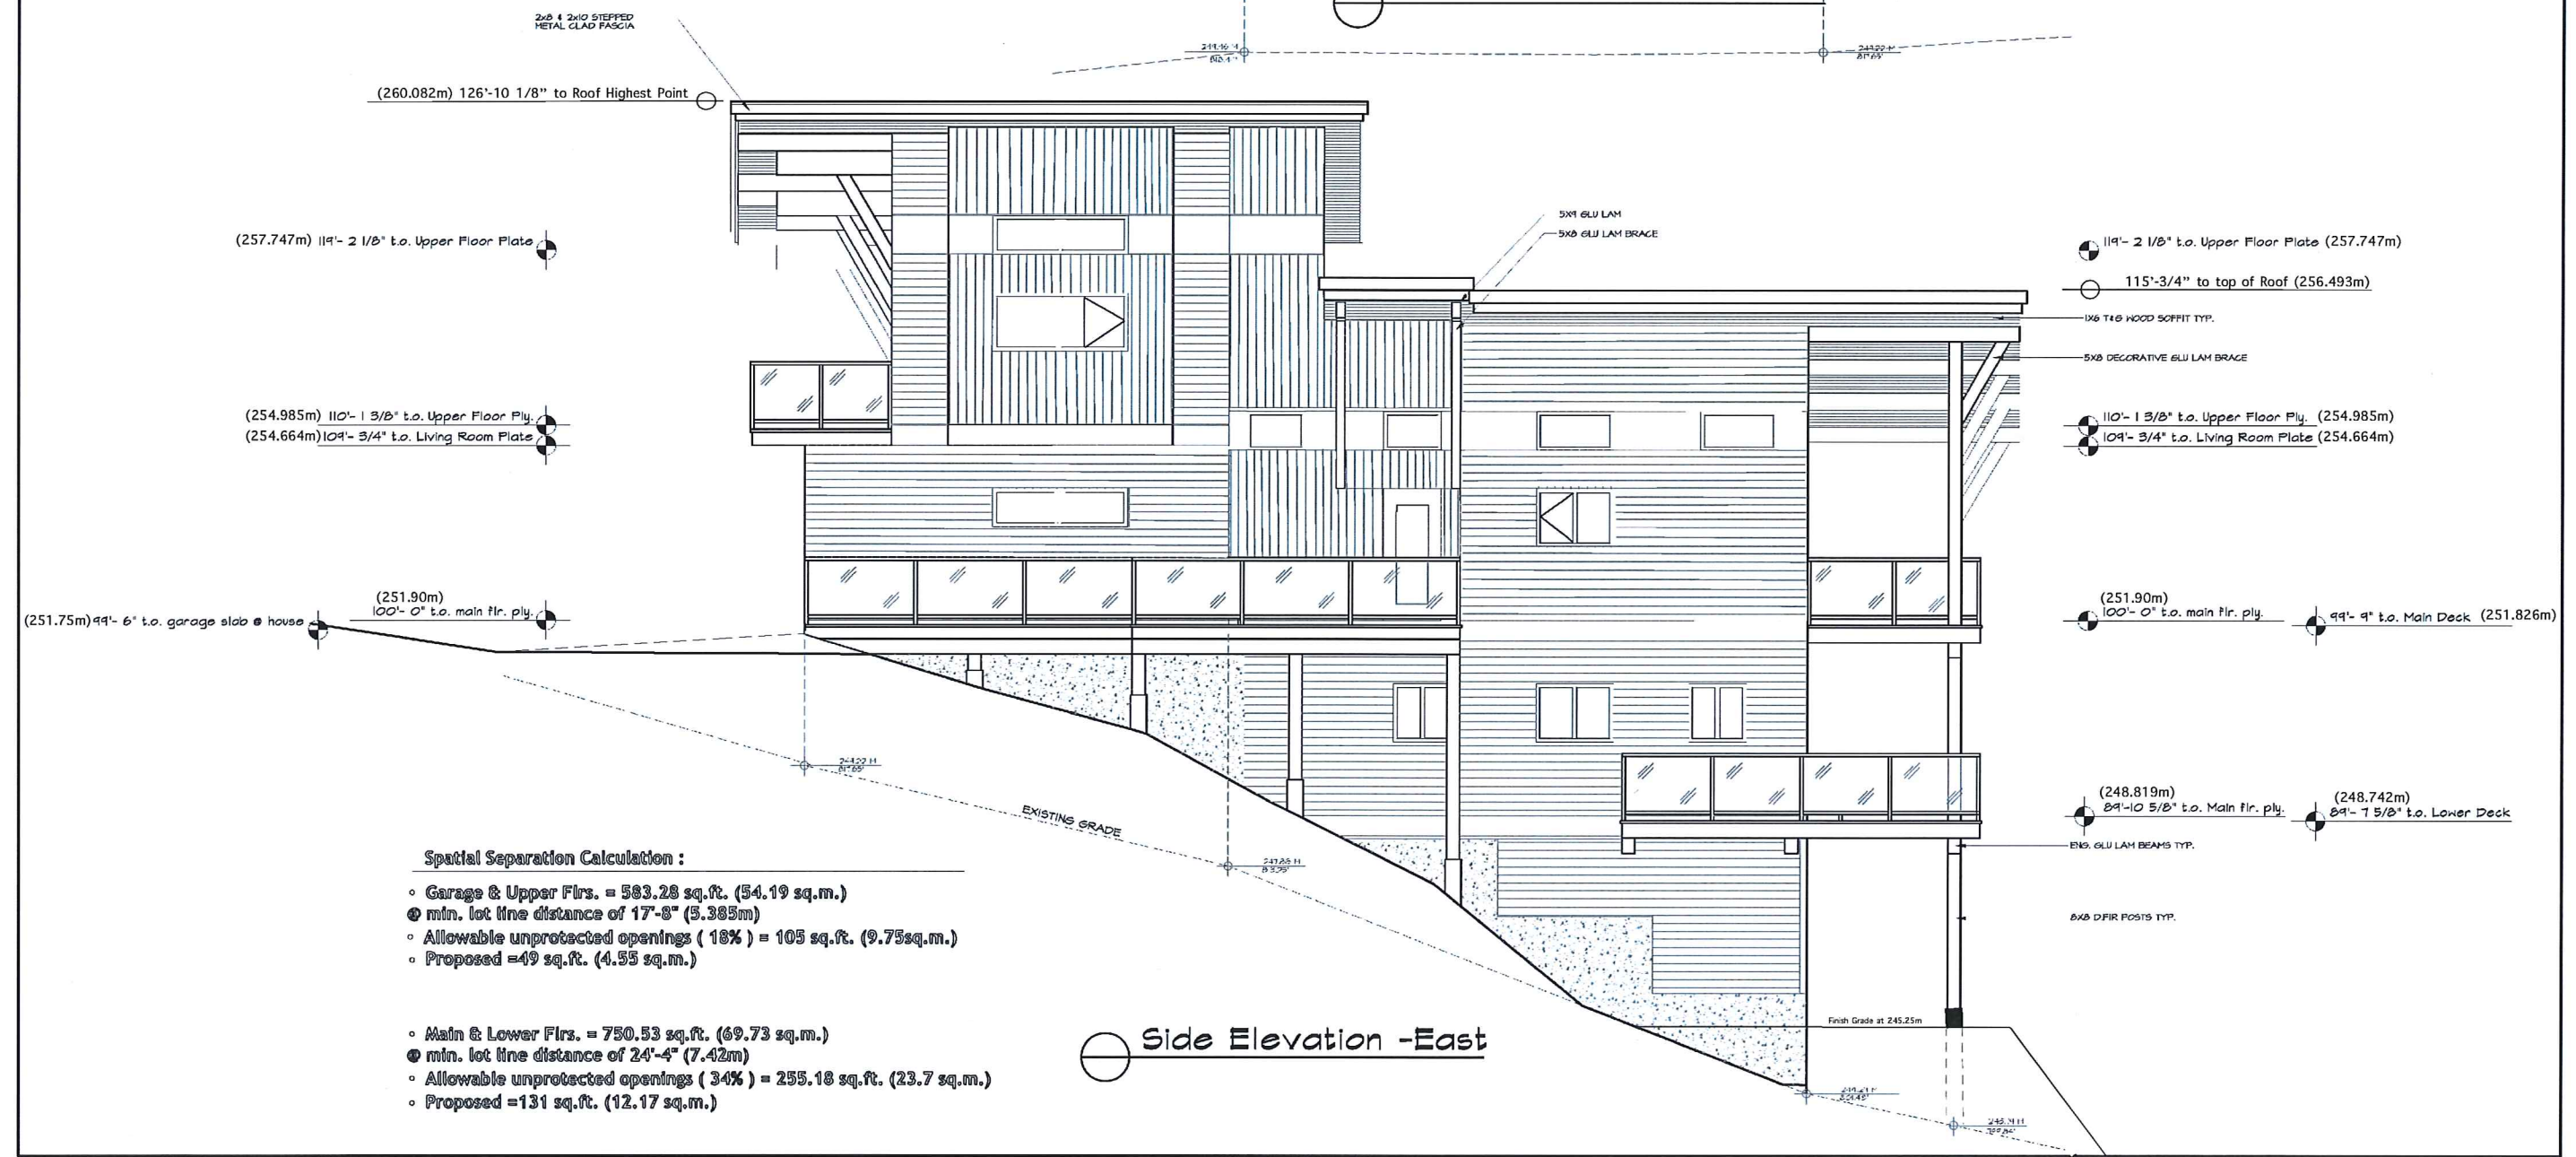 2x8 & 2x10 STEPPED
METAL CLAD FASCIA
(260.082m) 126'-10 1/8" to Roof Highest Point
5X9 GLU LAM
5X8 GLU LAM BRACE
(257.747m) 119'- 2 1/8" t.o. Upper Floor Plate
119'- 2 1/8" t.o. Upper Floor Plate (257.747m)
115'-3/4" to top of Roof (256.493m)
1X6 T&G WOOD SOFFIT TYP.
5X8 DECORATIVE GLU LAM BRACE
(254.985m) 110'- 1 3/8" t.o. Upper Floor Ply.
(254.664m) 109'- 3/4" t.o. Living Room Plate
110'- 1 3/8" t.o. Upper Floor Ply. (254.985m)
109'- 3/4" t.o. Living Room Plate (254.664m)
(251.75m) 99'- 6" t.o. garage slab @ house
(251.90m)
100'- 0" t.o. main flr. ply.
(251.90m)
100'- 0" t.o. main flr. ply.
99'- 9" t.o. Main Deck (251.826m)
EXISTING GRADE
(248.819m)
89'-10 5/8" t.o. Main flr. ply.
(248.742m)
89'- 7 5/8" t.o. Lower Deck
ENG. GLU LAM BEAMS TYP.
8X8 D.FIR POSTS TYP.
Finish Grade at 245.25m
Spatial Separation Calculation :
◦ Garage & Upper Flrs. = 583.28 sq.ft. (54.19 sq.m.)
@ min. lot line distance of 17'-8" (5.385m)
◦ Allowable unprotected openings ( 18% ) = 105 sq.ft. (9.75sq.m.)
◦ Proposed =49 sq.ft. (4.55 sq.m.)
◦ Main & Lower Flrs. = 750.53 sq.ft. (69.73 sq.m.)
@ min. lot line distance of 24'-4" (7.42m)
◦ Allowable unprotected openings ( 34% ) = 255.18 sq.ft. (23.7 sq.m.)
◦ Proposed =131 sq.ft. (12.17 sq.m.)
Side Elevation -East